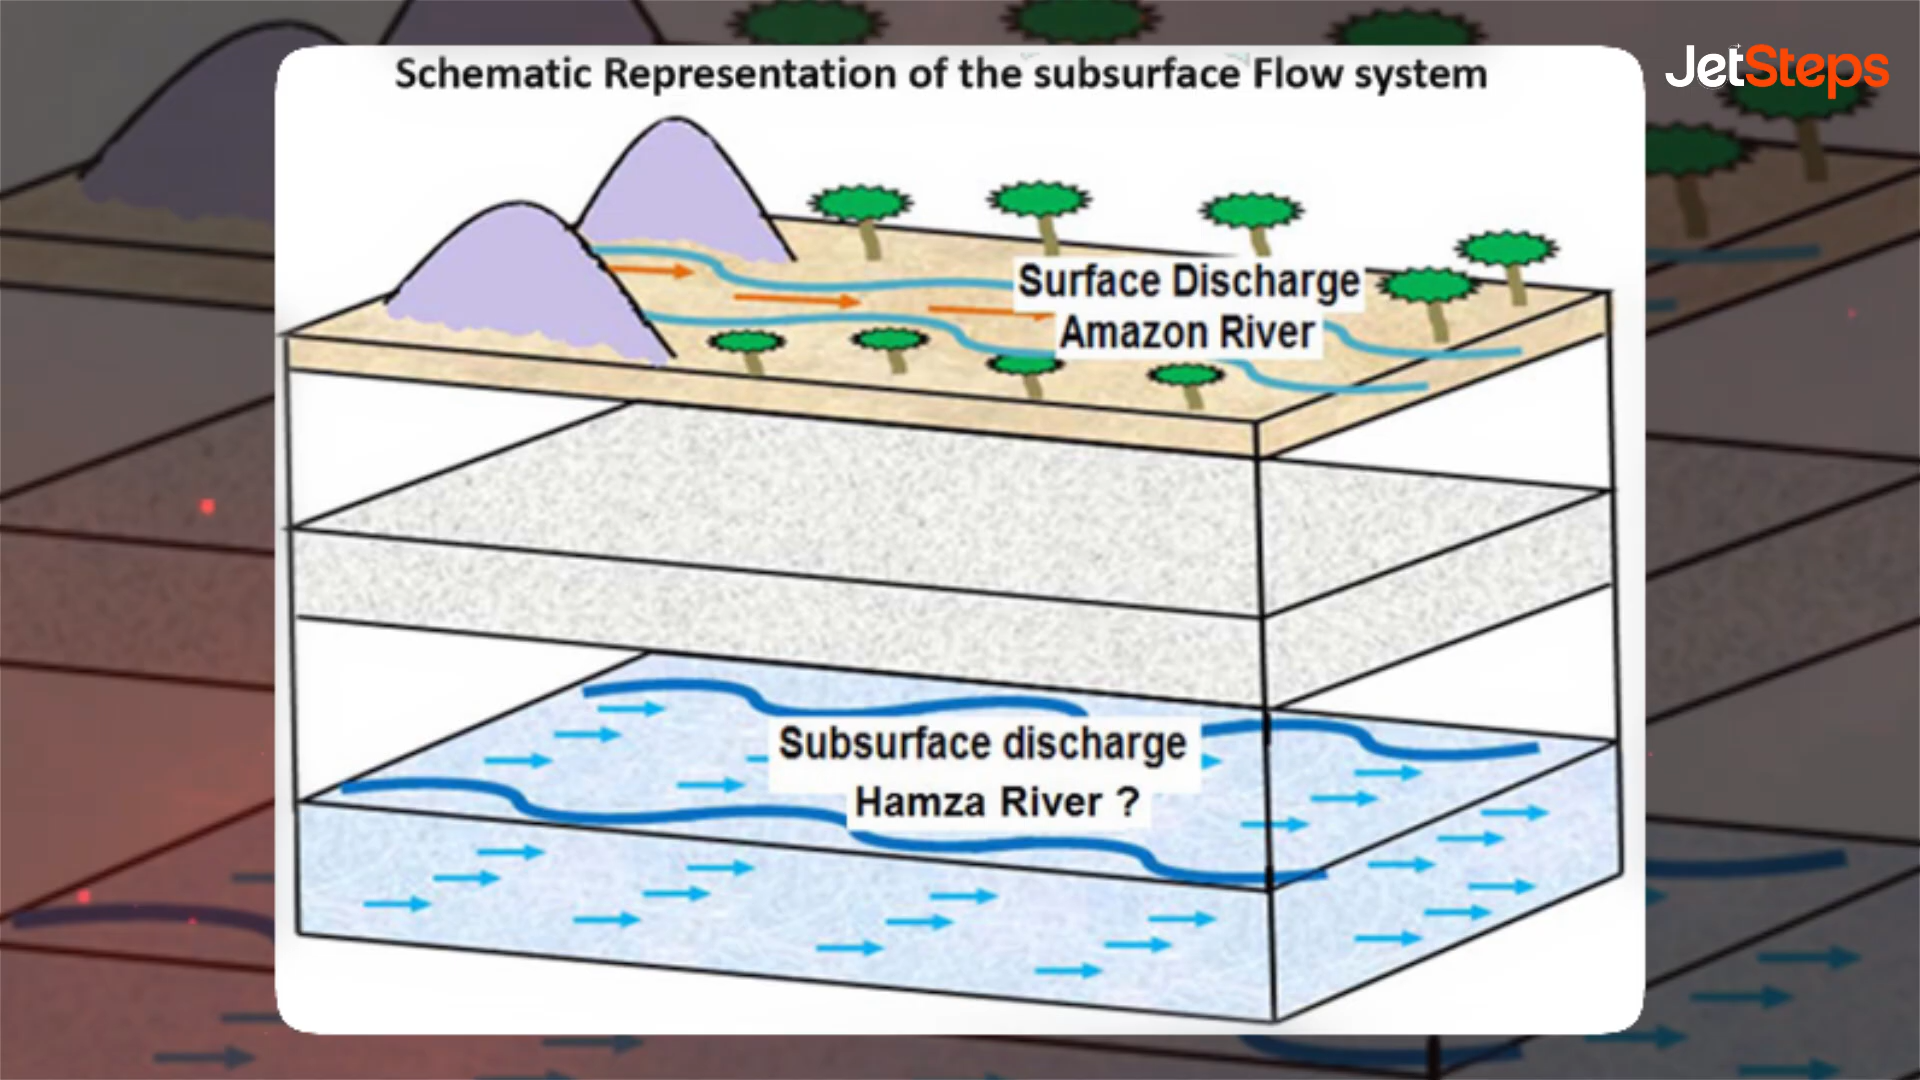 Schematic Representation of the subsurface Flow system
JetSteps
Surface Discharge
Amazon River
Subsurface discharge
Hamza River ?